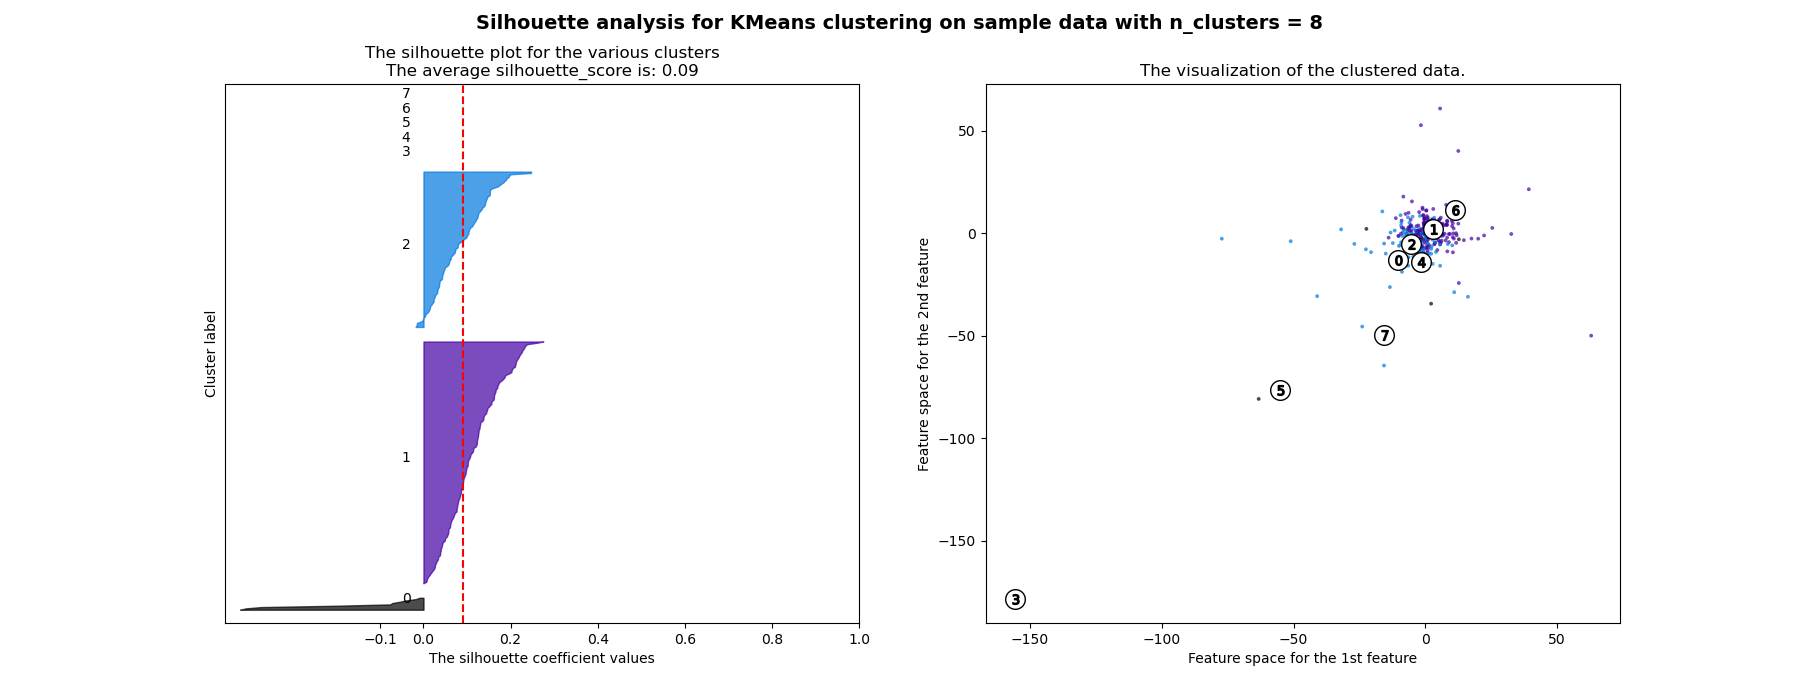 Silhouette analysis for KMeans clustering on sample data with n_clusters = 8
The silhouette plot for the various clusters
The average silhouette_score is: 0.09
7
6
5
4
3
2
1
0
Cluster label
−0.1 0.0 0.2 0.4 0.6 0.8 1.0
The silhouette coefficient values
The visualization of the clustered data.
50
0
−50
−100
−150
Feature space for the 2nd feature
6
1
2
0 4
7
5
3
−150 −100 −50 0 50
Feature space for the 1st feature